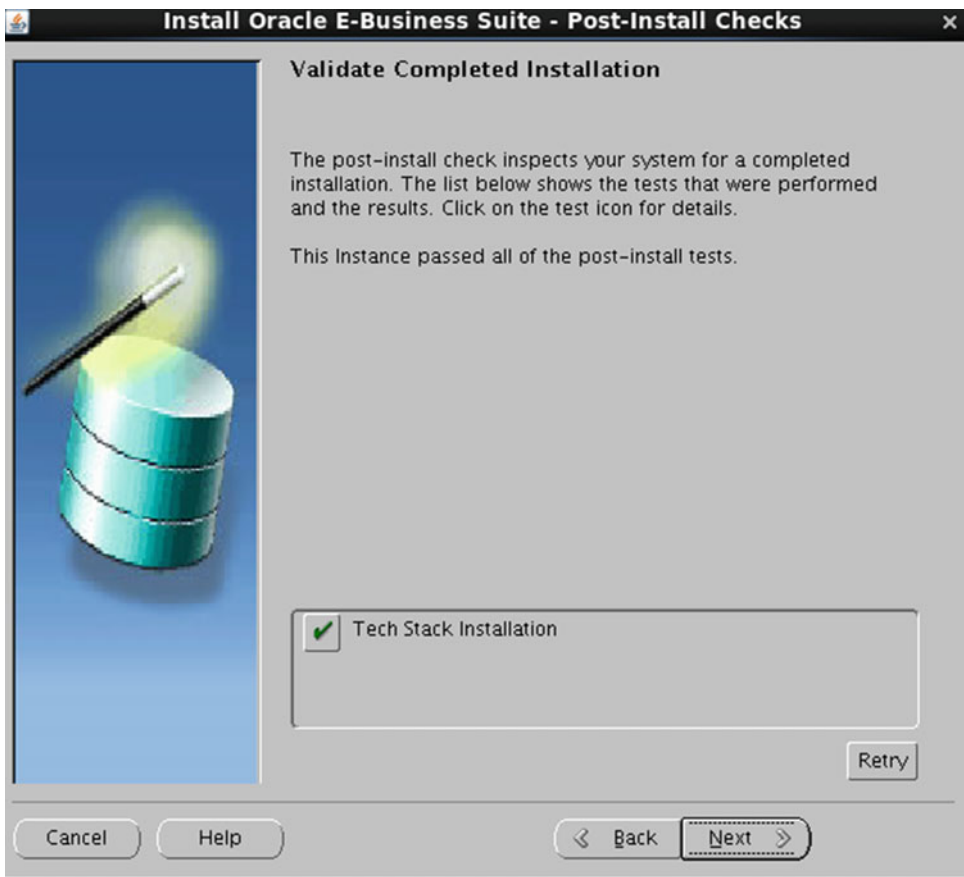 Install Oracle E-Business Suite - Post-Install Checks
Validate Completed Installation
The post-install check inspects your system for a completed
installation. The list below shows the tests that were performed
and the results. Click on the test icon for details.
This Instance passed all of the post-install tests.
Tech Stack Installation
Retry
Cancel
Help
Back
Next